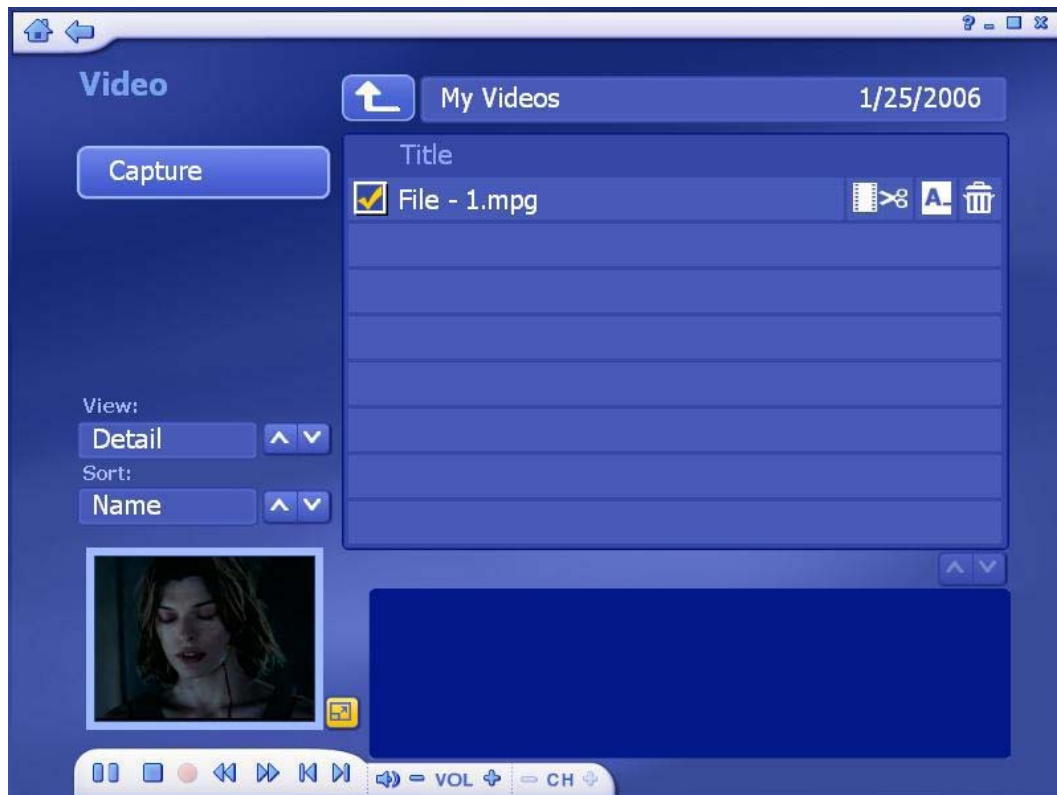 Video
My Videos 1/25/2006
Capture
Title
File - 1.mpg
A
View:
Detail
Sort:
Name
VOL
CH